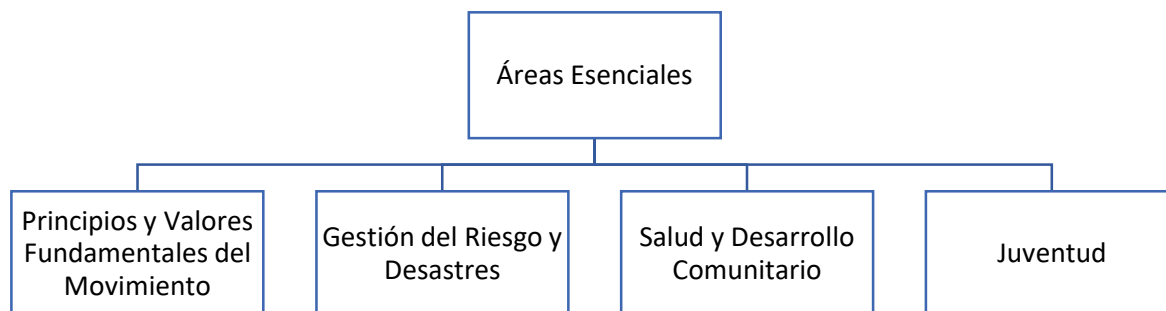 Áreas Esenciales
Principios y Valores
Fundamentales del
Movimiento
Gestión del Riesgo y
Desastres
Salud y Desarrollo
Comunitario
Juventud